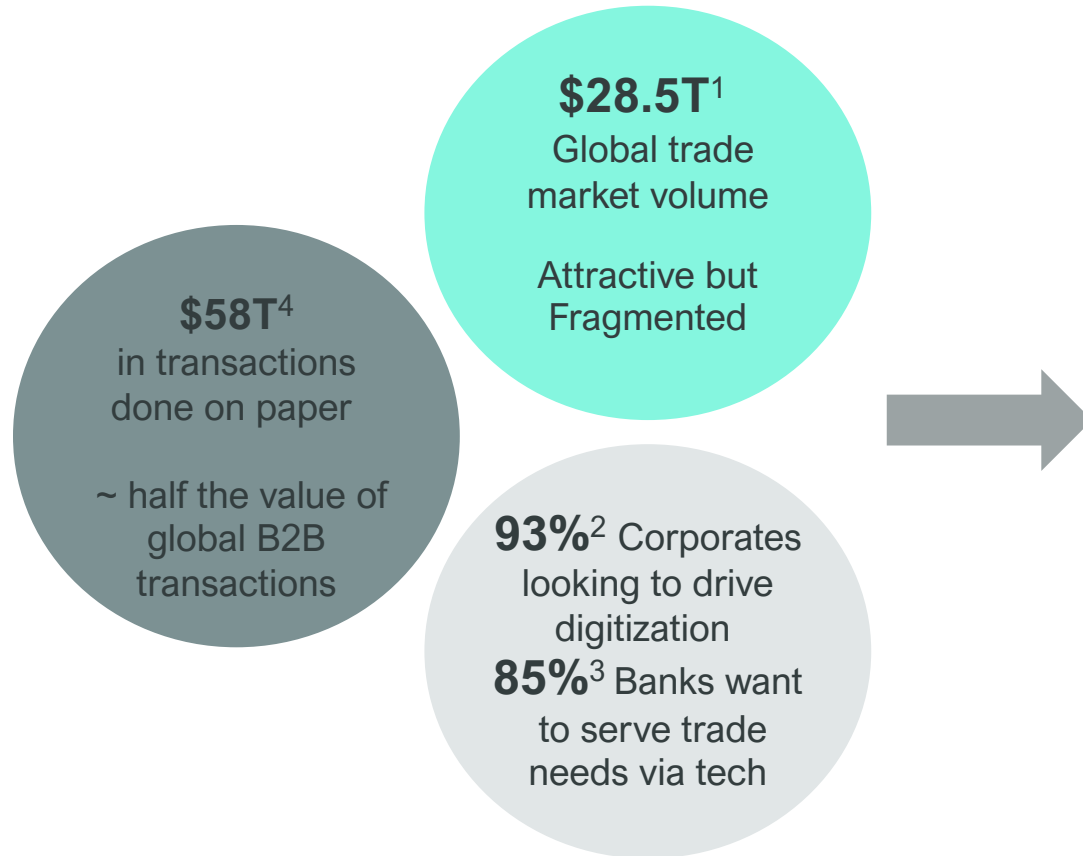 $28.5T¹
Global trade
market volume
Attractive but
Fragmented
$58T⁴
in transactions
done on paper
~ half the value of
global B2B
transactions
93%² Corporates
looking to drive
digitization
85%³ Banks want
to serve trade
needs via tech